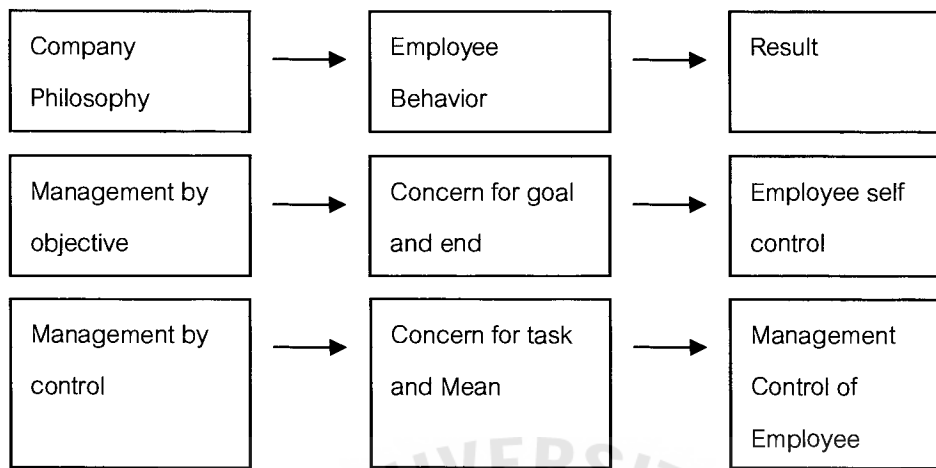 Company
Philosophy
Employee
Behavior
Result
Management by
objective
Concern for goal
and end
Employee self
control
Management by
control
Concern for task
and Mean
Management
Control of
Employee